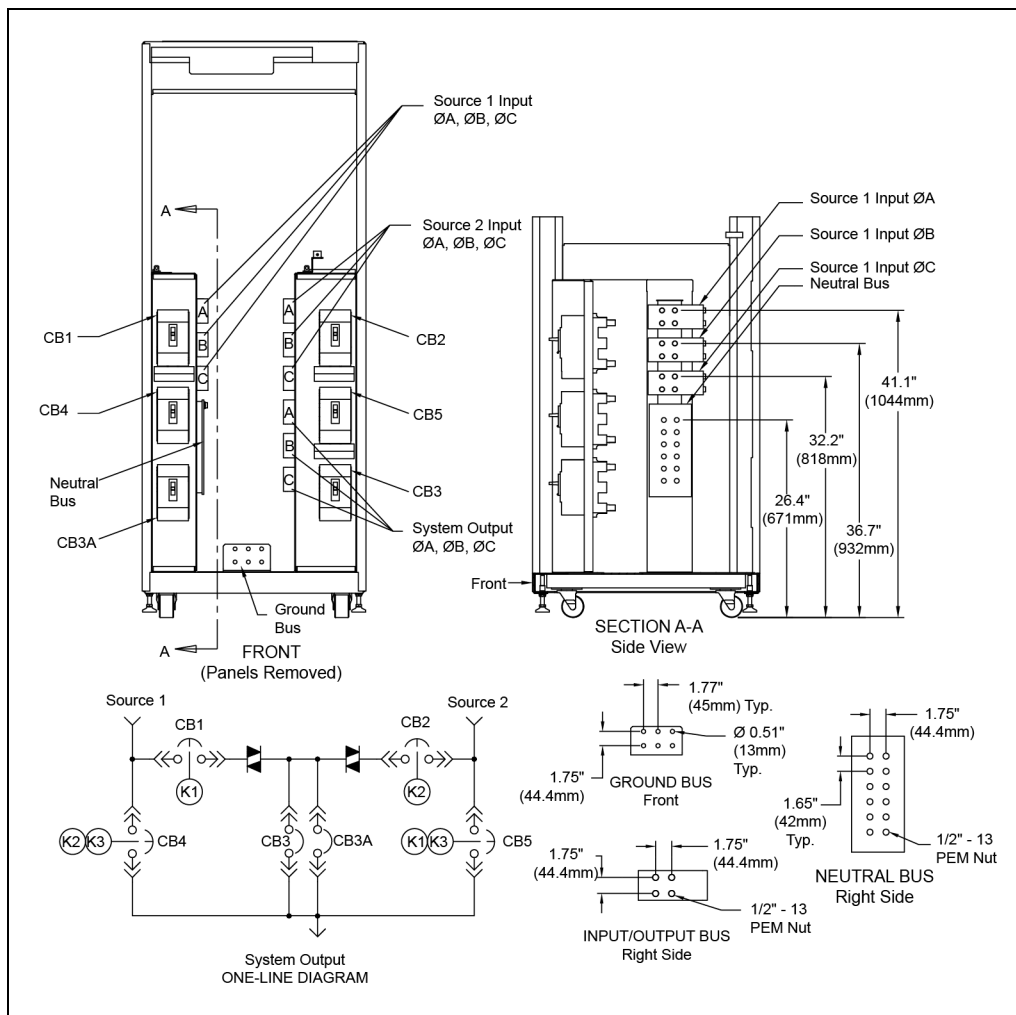 Source 1 Input
ØA, ØB, ØC
A
Source 2 Input
ØA, ØB, ØC
A
B
C
A
B
C
A
B
C
CB1
CB2
CB4
CB5
Neutral
Bus
CB3
CB3A
System Output
ØA, ØB, ØC
Ground
Bus
A
FRONT
(Panels Removed)
Source 1 Input ØA
Source 1 Input ØB
Source 1 Input ØC
Neutral Bus
41.1"
(1044mm)
32.2"
(818mm)
26.4"
(671mm)
36.7"
(932mm)
Front
SECTION A-A
Side View
Source 1
Source 2
CB1
CB2
K1
K2
K2
K3
CB4
CB3
CB3A
K1
K3
CB5
System Output
ONE-LINE DIAGRAM
1.77"
(45mm) Typ.
Ø 0.51"
(13mm)
Typ.
1.75"
(44.4mm)
GROUND BUS
Front
1.75"
(44.4mm)
1.75"
(44.4mm)
1/2" - 13
PEM Nut
INPUT/OUTPUT BUS
Right Side
1.75"
(44.4mm)
1.65"
(42mm)
Typ.
1/2" - 13
PEM Nut
NEUTRAL BUS
Right Side